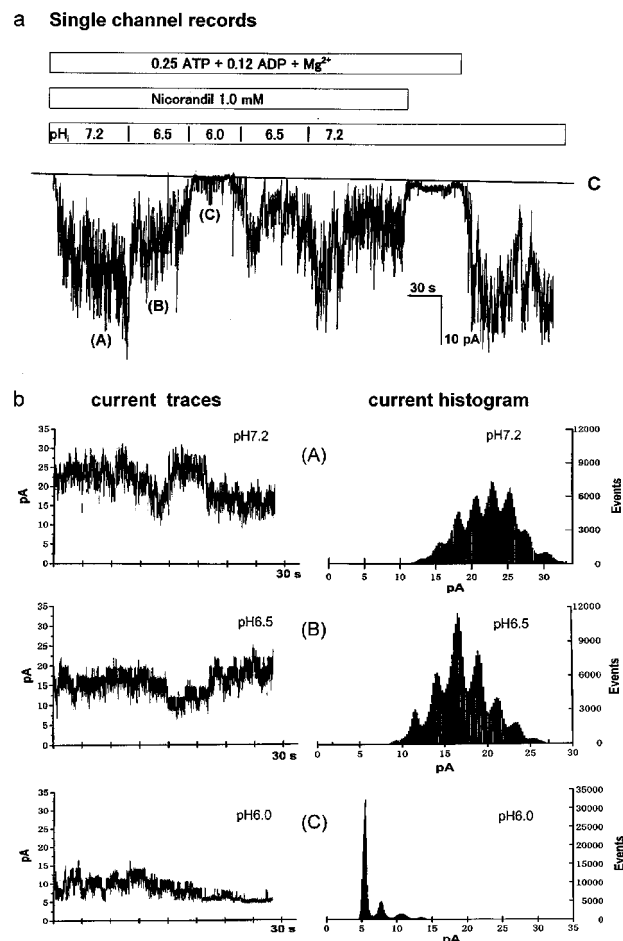 a Single channel records
0.25 ATP + 0.12 ADP + Mg2+
Nicorandil 1.0 mM
pHi 7.2 | 6.5 | 6.0 | 6.5 | 7.2
C
(C)
(B)
(A)
30 s
10 pA
b current traces current histogram
pH7.2 (A) pH7.2
35
30
25
20
15
10
5
0
pA
30 s
12000
9000
6000
3000
0
Events
0 5 10 15 20 25 30
pA
pH6.5 (B) pH6.5
35
30
25
20
15
10
5
0
pA
30 s
12000
9000
6000
3000
0
Events
0 5 10 15 20 25 30
pA
pH6.0 (C) pH6.0
35
30
25
20
15
10
5
0
pA
30 s
35000
30000
25000
20000
15000
10000
5000
0
Events
0 5 10 15 20 25 30
pA